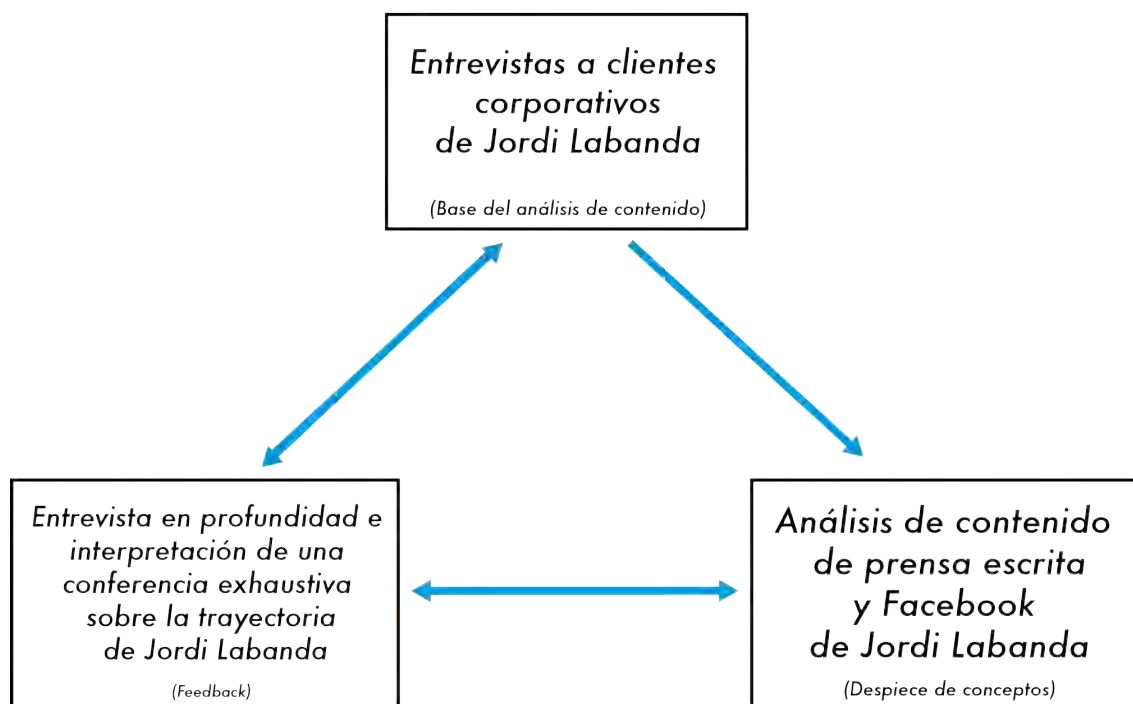 Entrevistas a clientes
corporativos
de Jordi Labanda
(Base del análisis de contenido)
Entrevista en profundidad e
interpretación de una
conferencia exhaustiva
sobre la trayectoria
de Jordi Labanda
(Feedback)
Análisis de contenido
de prensa escrita
y Facebook
de Jordi Labanda
(Despiece de conceptos)